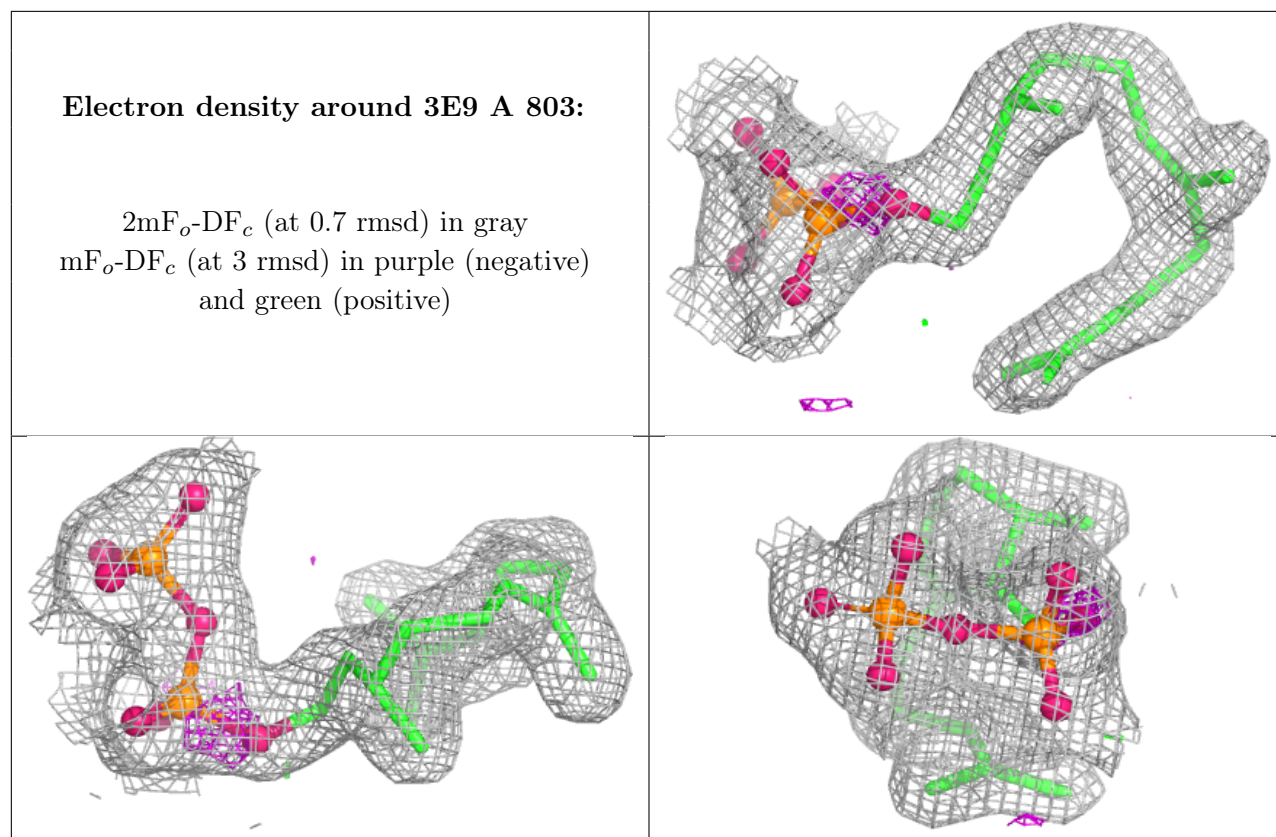 Electron density around 3E9 A 803:
2mFo-DFc (at 0.7 rmsd) in gray
mFo-DFc (at 3 rmsd) in purple (negative)
and green (positive)